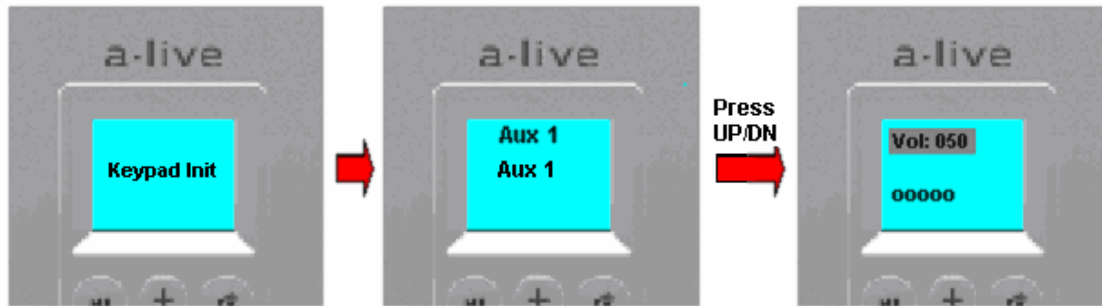 a-live
Keypad Init
a-live
Aux 1
Aux 1
Press
UP/DN
a-live
Vol: 050
ooooo